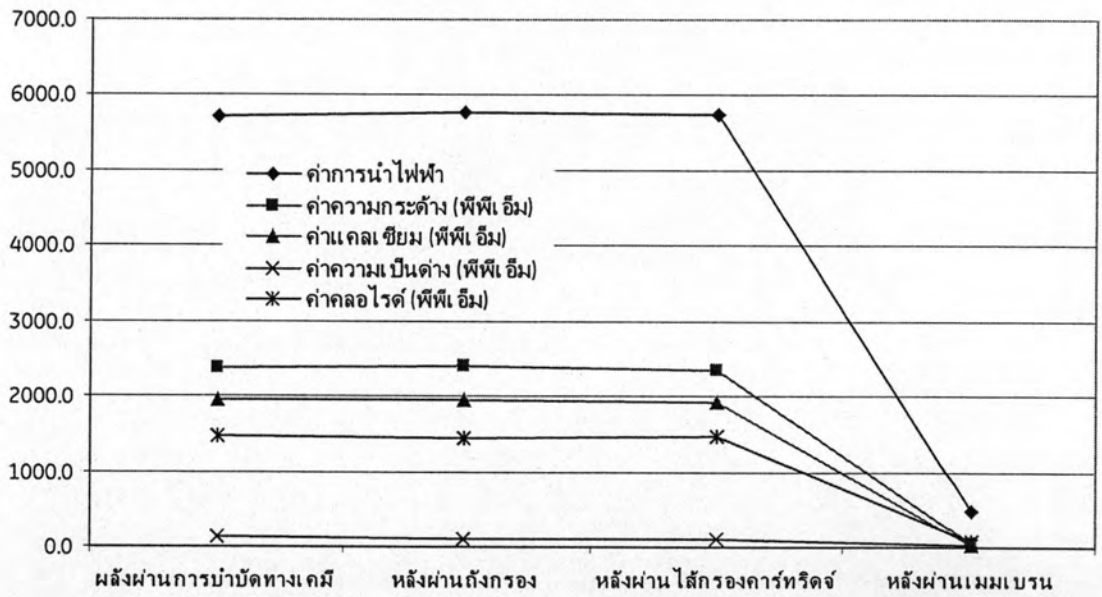 7000.0
6000.0
5000.0
4000.0
3000.0
2000.0
1000.0
0.0
ค่าการนำไฟฟ้า
ค่าความกระด้าง (พีพีเอ็ม)
ค่าแคลเซียม (พีพีเอ็ม)
ค่าความเป็นด่าง (พีพีเอ็ม)
ค่าคลอไรด์ (พีพีเอ็ม)
ผลังผ่านการบำบัดทางเคมี หลังผ่านถังกรอง หลังผ่านไส้กรองคาร์ทริดจ์ หลังผ่านเมมเบรน